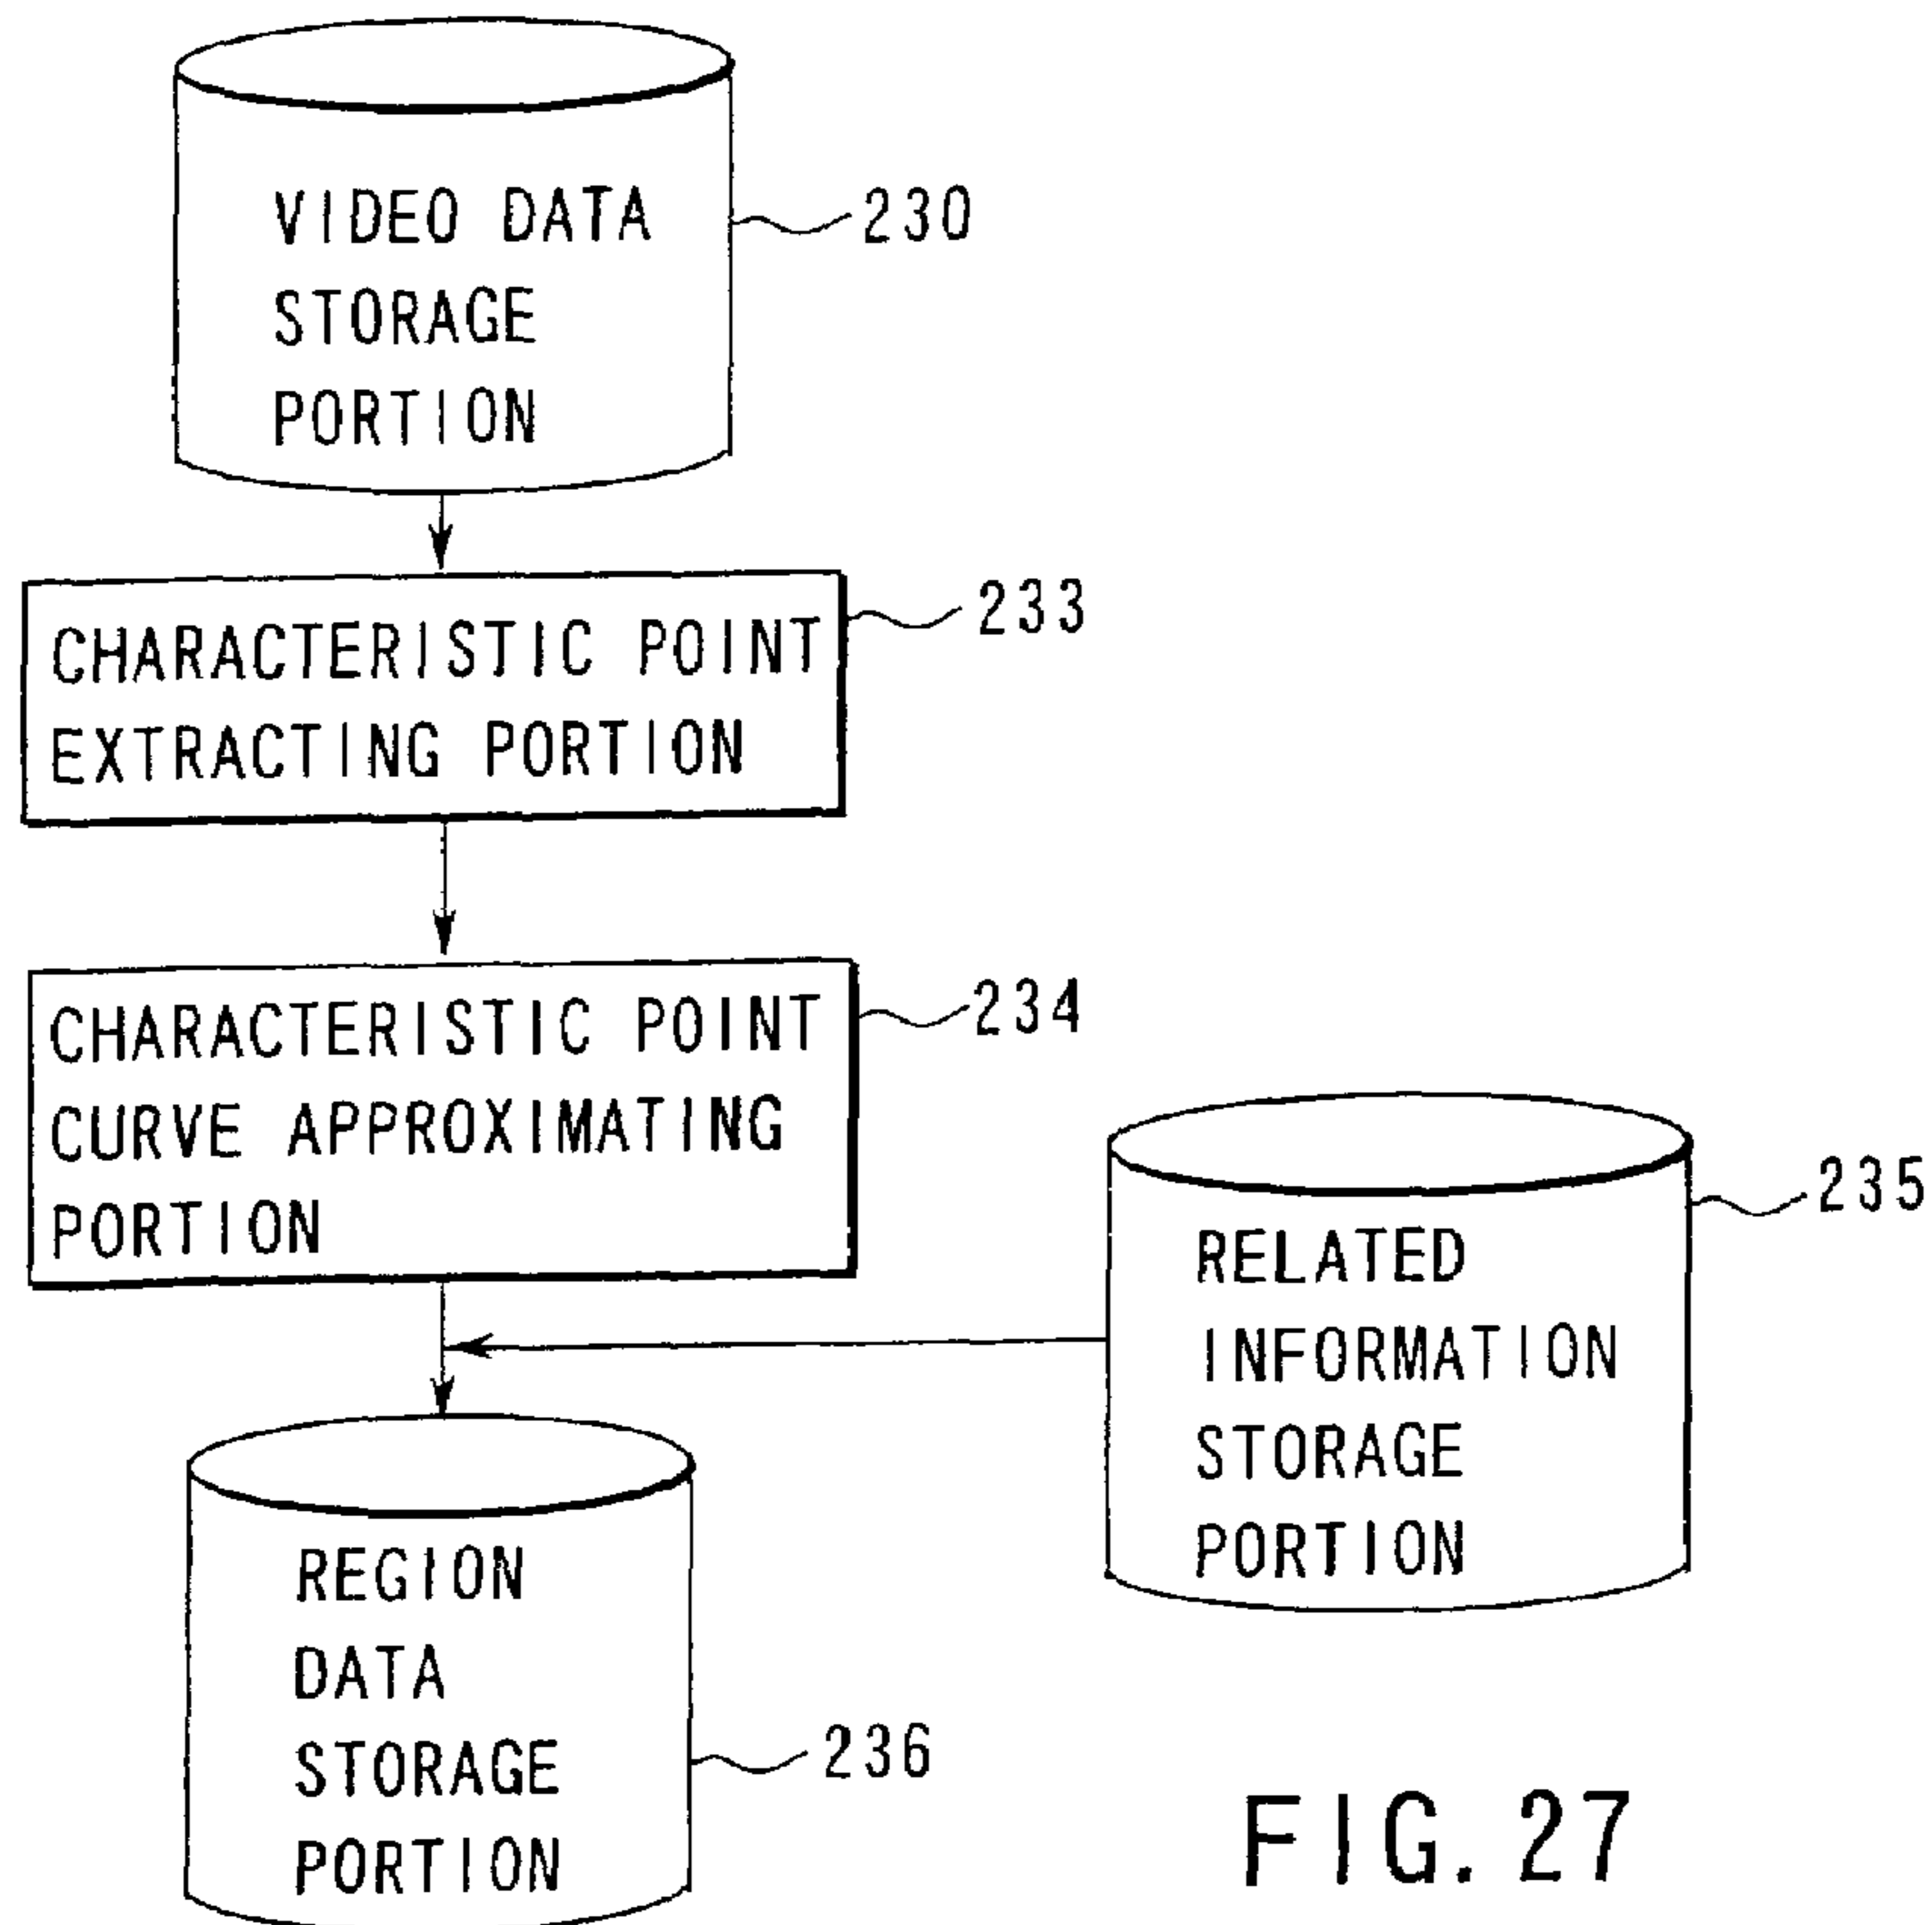 VIDEO DATA
STORAGE
PORTION
230
CHARACTERISTIC POINT
EXTRACTING PORTION
233
CHARACTERISTIC POINT
CURVE APPROXIMATING
PORTION
234
RELATED
INFORMATION
STORAGE
PORTION
235
REGION
DATA
STORAGE
PORTION
236
FIG. 27